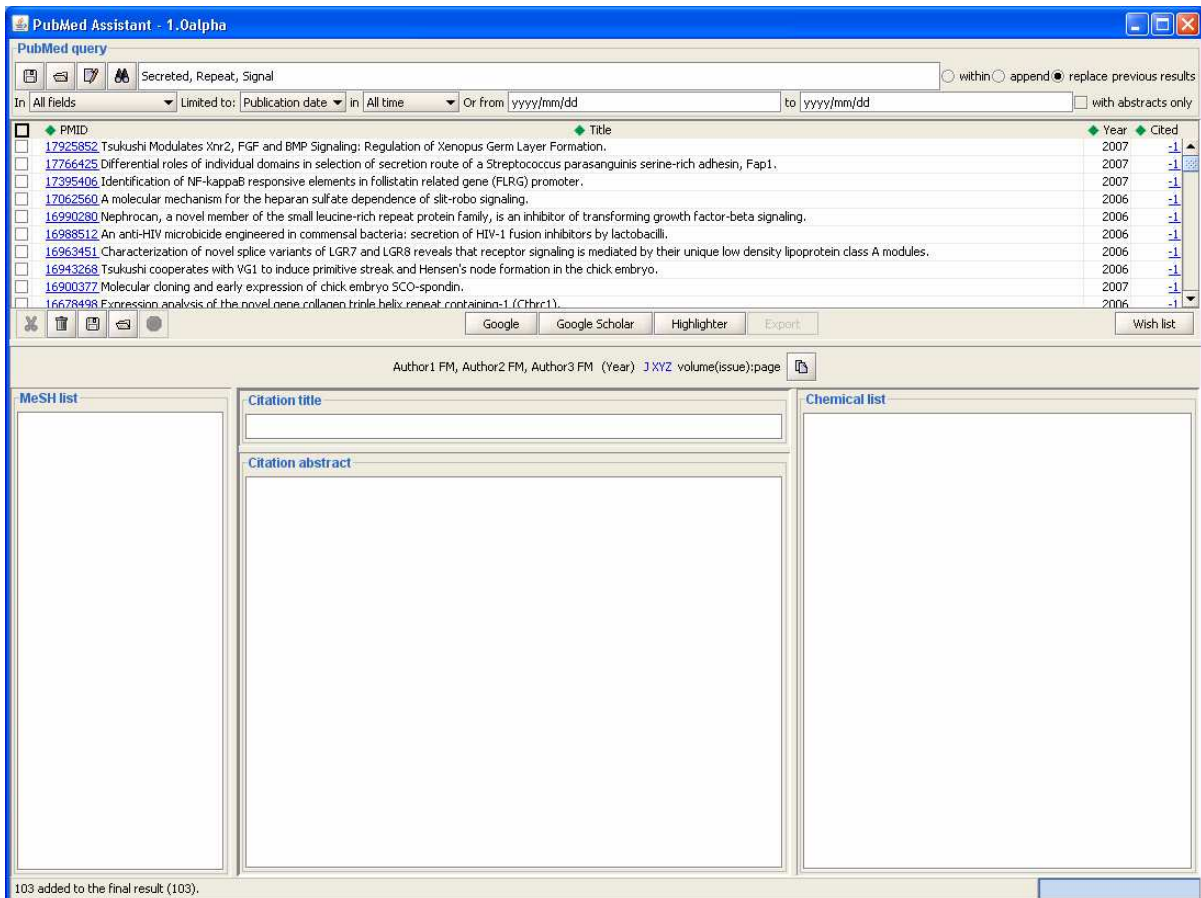 PubMed Assistant - 1.0alpha
PubMed query
Secreted, Repeat, Signal within append replace previous results
In All fields Limited to: Publication date in All time Or from yyyy/mm/dd to yyyy/mm/dd with abstracts only
PMID Title Year Cited
17925852 Tsukushi Modulates Xnr2, FGF and BMP Signaling: Regulation of Xenopus Germ Layer Formation. 2007 -1
17766425 Differential roles of individual domains in selection of secretion route of a Streptococcus parasanguinis serine-rich adhesin, Fap1. 2007 -1
17395406 Identification of NF-kappaB responsive elements in follistatin related gene (FLRG) promoter. 2007 -1
17062560 A molecular mechanism for the heparan sulfate dependence of slit-robo signaling. 2006 -1
16990280 Nephrocan, a novel member of the small leucine-rich repeat protein family, is an inhibitor of transforming growth factor-beta signaling. 2006 -1
16988512 An anti-HIV microbicide engineered in commensal bacteria: secretion of HIV-1 fusion inhibitors by lactobacilli. 2006 -1
16963451 Characterization of novel splice variants of LGR7 and LGR8 reveals that receptor signaling is mediated by their unique low density lipoprotein class A modules. 2006 -1
16943268 Tsukushi cooperates with VG1 to induce primitive streak and Hensen's node formation in the chick embryo. 2006 -1
16900377 Molecular cloning and early expression of chick embryo SCO-spondin. 2007 -1
16678498 Expression analysis of the novel gene collagen triple helix repeat containing-1 (Cthrc1). 2006 -1
Google Google Scholar Highlighter Export Wish list
Author1 FM, Author2 FM, Author3 FM (Year) J XYZ volume(issue):page
MeSH list Citation title Chemical list
Citation abstract
103 added to the final result (103).